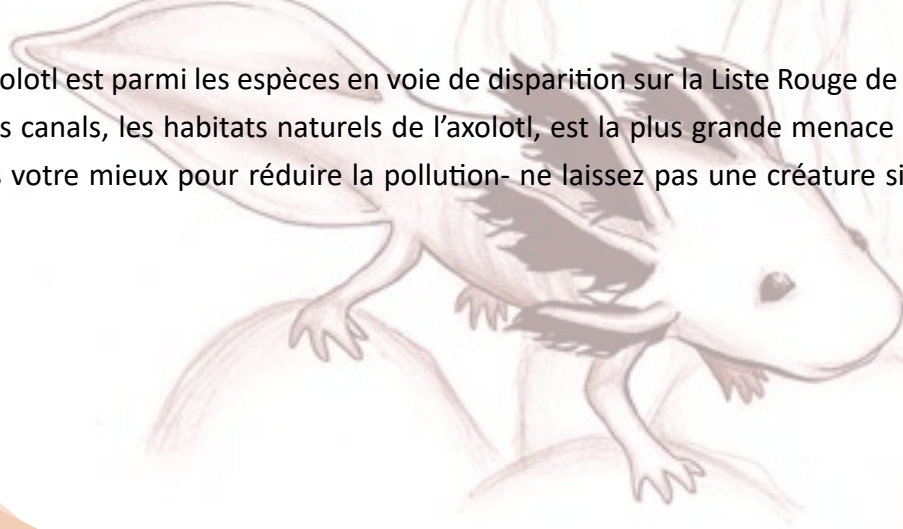 olotl est parmi les espèces en voie de disparition sur la Liste Rouge de
s canals, les habitats naturels de l’axolotl, est la plus grande menace
s votre mieux pour réduire la pollution- ne laissez pas une créature si